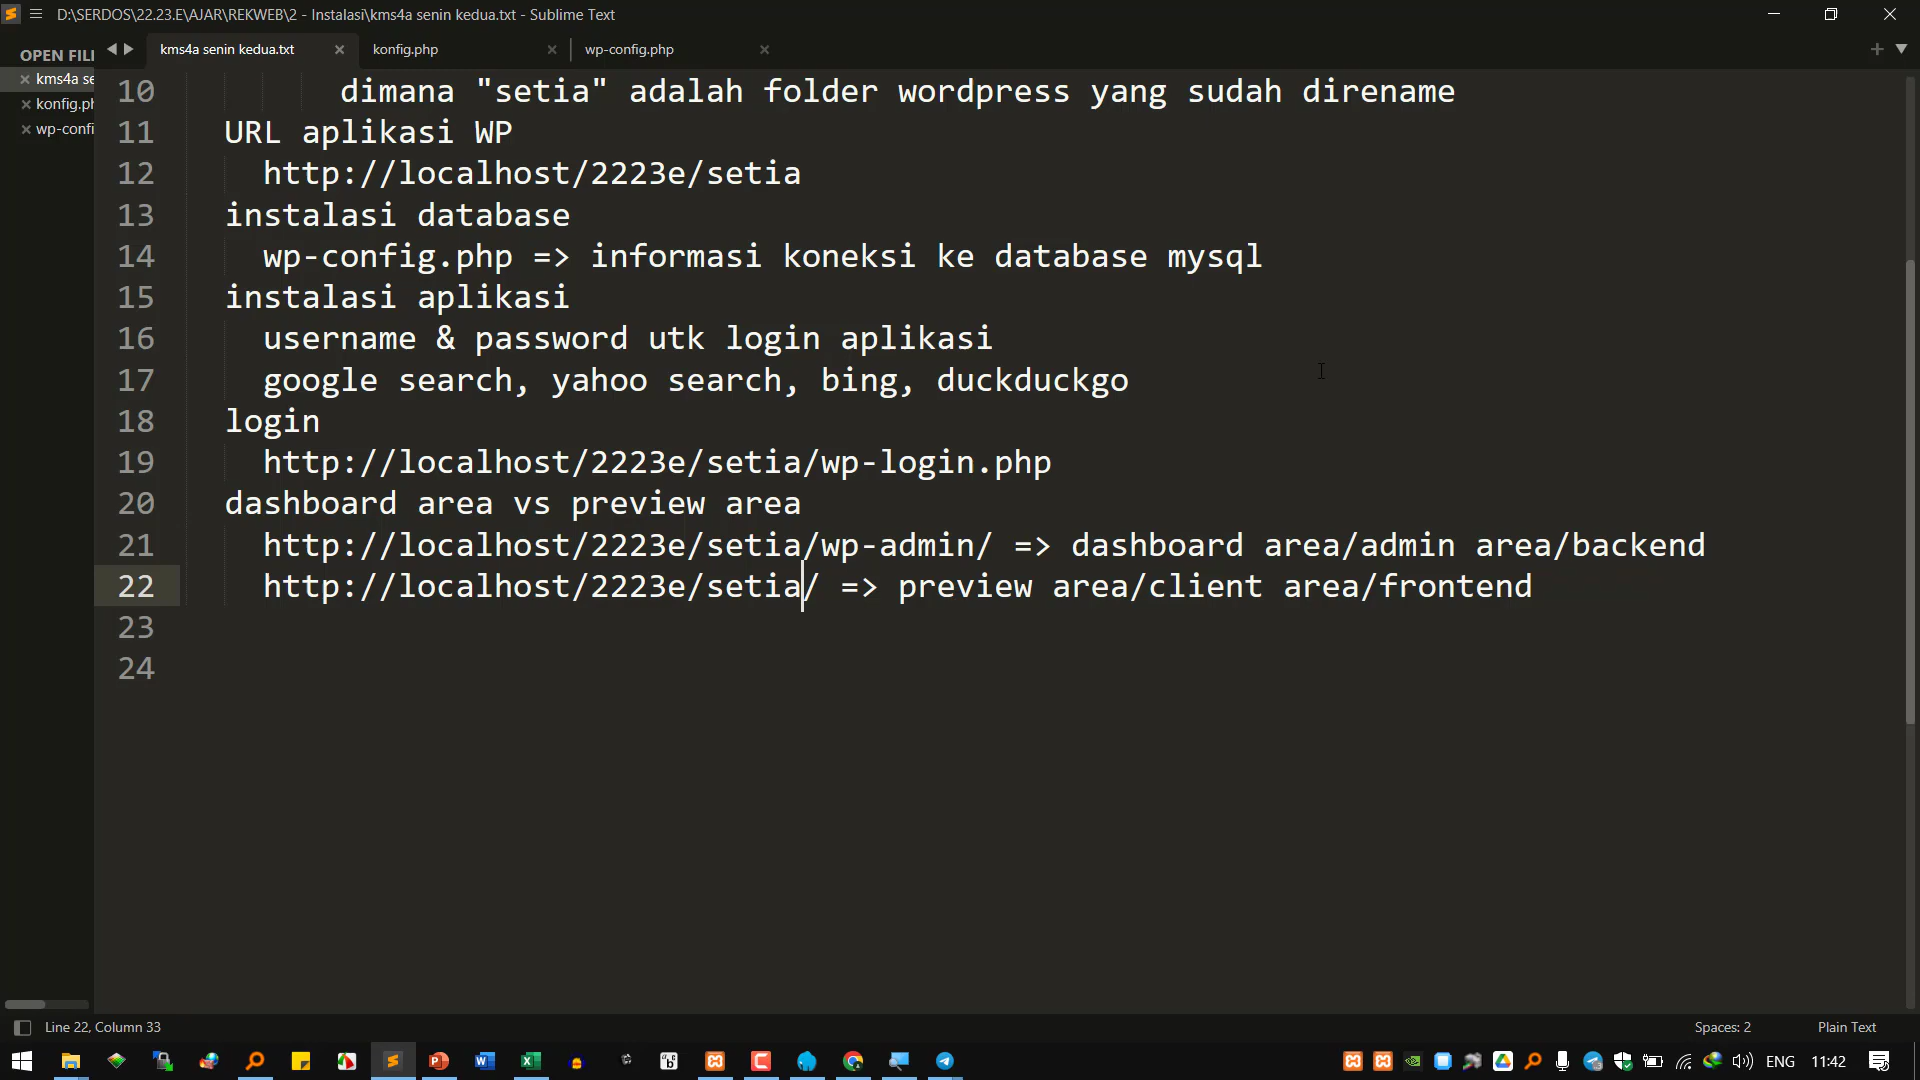 D:\SERDOS\22.23.E\AJAR\REKWEB\2 - Instalasi\kms4a senin kedua.txt - Sublime Text
OPEN FIL
kms4a senin kedua.txt
konfig.php
wp-config.php
kms4a se
konfig.ph
wp-confi
10 dimana "setia" adalah folder wordpress yang sudah direname
11 URL aplikasi WP
12 http://localhost/2223e/setia
13 instalasi database
14 wp-config.php => informasi koneksi ke database mysql
15 instalasi aplikasi
16 username & password utk login aplikasi
17 google search, yahoo search, bing, duckduckgo
18 login
19 http://localhost/2223e/setia/wp-login.php
20 dashboard area vs preview area
21 http://localhost/2223e/setia/wp-admin/ => dashboard area/admin area/backend
22 http://localhost/2223e/setia/ => preview area/client area/frontend
23
24
Line 22, Column 33
Spaces: 2
Plain Text
ENG
11:42